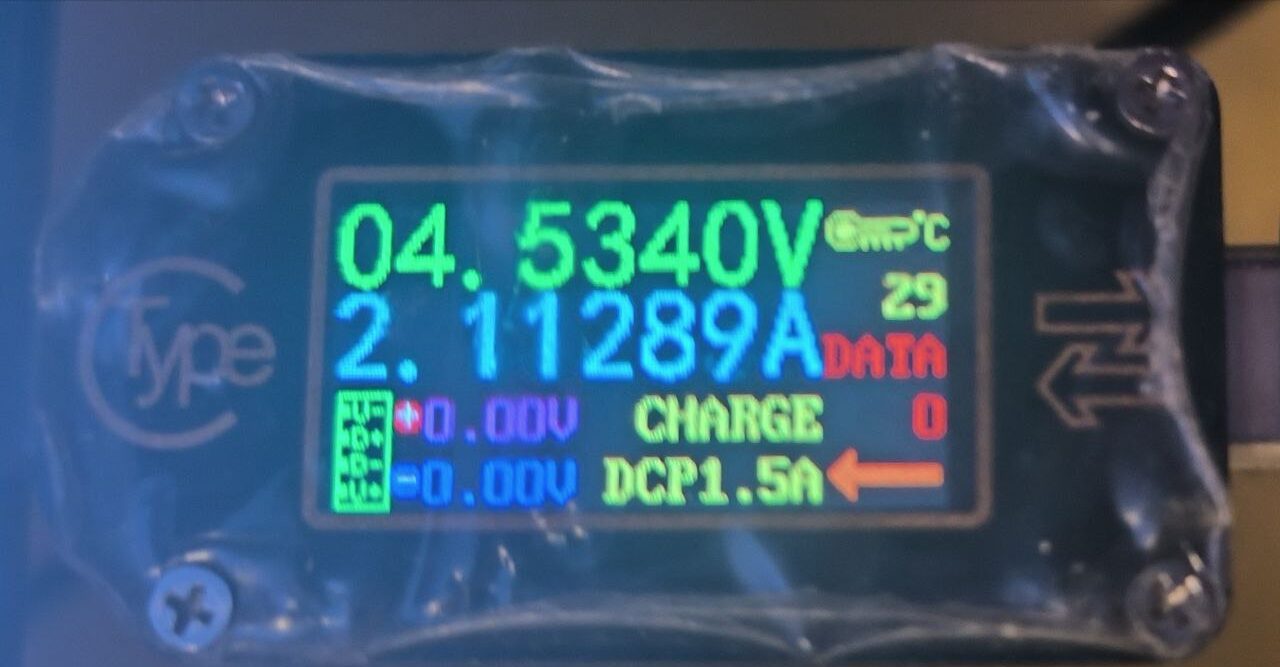 04.5340V
℃
29
2.11289A
DATA
Type
+0.00V
CHARGE
0
-0.00V
DCP1.5A
V-
D+
D-
V+